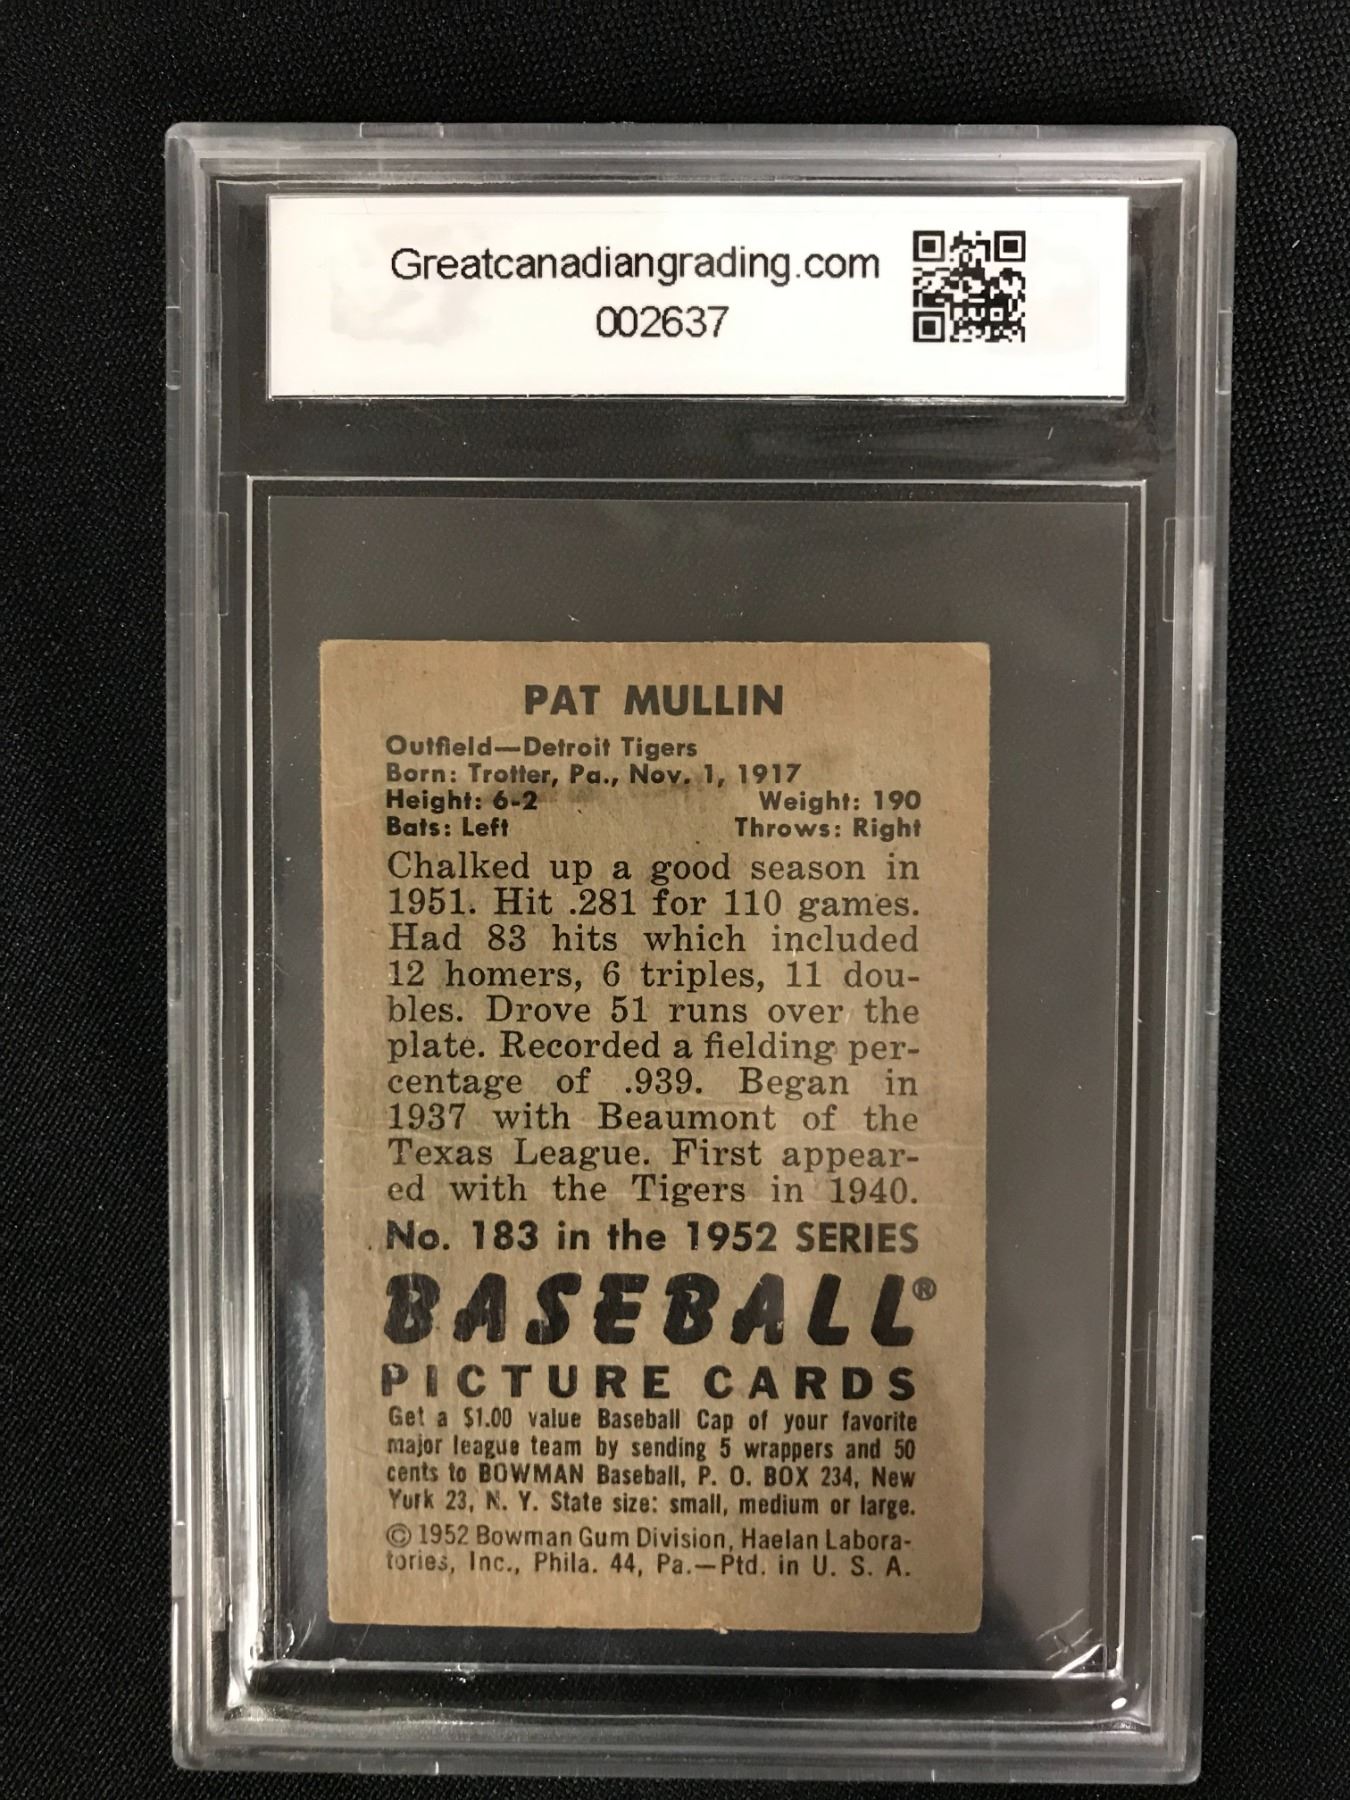 Greatcanadiangrading.com
002637
PAT MULLIN
Outfield—Detroit Tigers
Born: Trotter, Pa., Nov. 1, 1917
Height: 6-2 Weight: 190
Bats: Left Throws: Right
Chalked up a good season in
1951. Hit .281 for 110 games.
Had 83 hits which included
12 homers, 6 triples, 11 dou-
bles. Drove 51 runs over the
plate. Recorded a fielding per-
centage of .939. Began in
1937 with Beaumont of the
Texas League. First appear-
ed with the Tigers in 1940.
No. 183 in the 1952 SERIES
BASEBALL®
PICTURE CARDS
Get a $1.00 value Baseball Cap of your favorite
major league team by sending 5 wrappers and 50
cents to BOWMAN Baseball, P. O. BOX 234, New
York 23, N. Y. State size: small, medium or large.
© 1952 Bowman Gum Division, Haelan Labora-
tories, Inc., Phila. 44, Pa.—Ptd. in U. S. A.